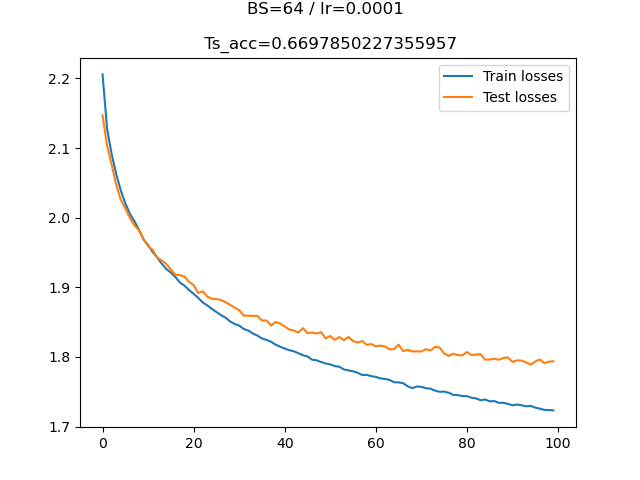 BS=64 / lr=0.0001
Ts_acc=0.6697850227355957
Train losses
Test losses
2.2
2.1
2.0
1.9
1.8
1.7
0 20 40 60 80 100